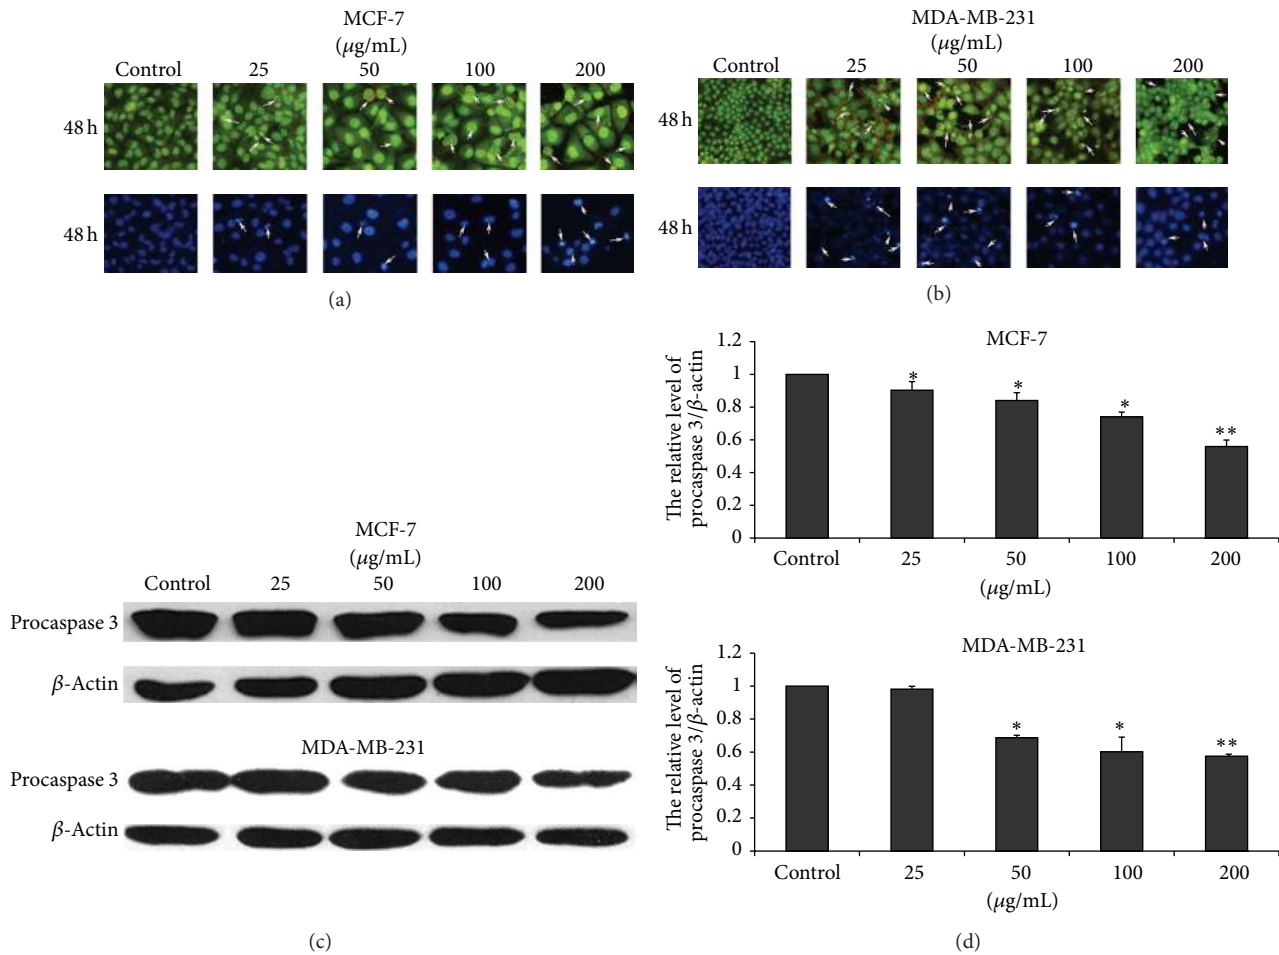 MCF-7
(μg/mL)
Control 25 50 100 200
48 h
48 h
(a)
MDA-MB-231
(μg/mL)
Control 25 50 100 200
48 h
48 h
(b)
MCF-7
(μg/mL)
Control 25 50 100 200
Procaspase 3
β-Actin
MDA-MB-231
Procaspase 3
β-Actin
(c)
MCF-7
The relative level of
procaspase 3/β-actin
1.2
1
0.8
0.6
0.4
0.2
0
* * * **
Control 25 50 100 200
(μg/mL)
MDA-MB-231
The relative level of
procaspase 3/β-actin
1.2
1
0.8
0.6
0.4
0.2
0
* * **
Control 25 50 100 200
(μg/mL)
(d)